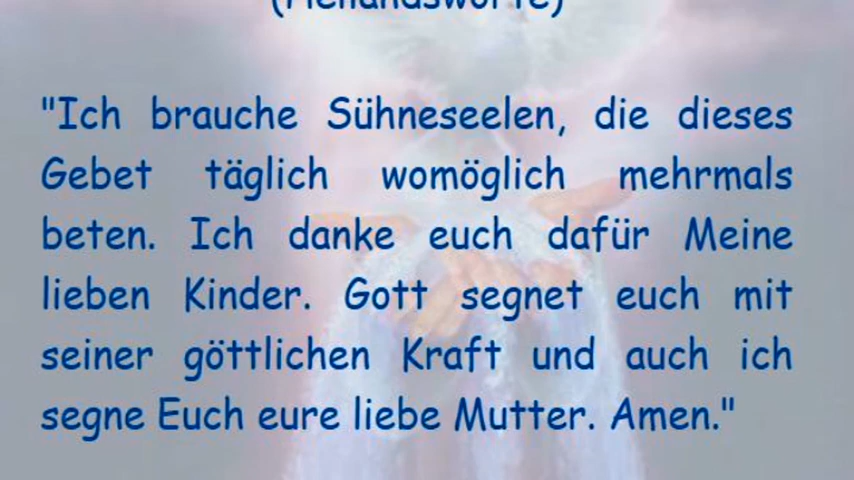 (Heilandsworte)
"Ich brauche Sühneseelen, die dieses
Gebet täglich womöglich mehrmals
beten. Ich danke euch dafür Meine
lieben Kinder. Gott segnet euch mit
seiner göttlichen Kraft und auch ich
segne Euch eure liebe Mutter. Amen."